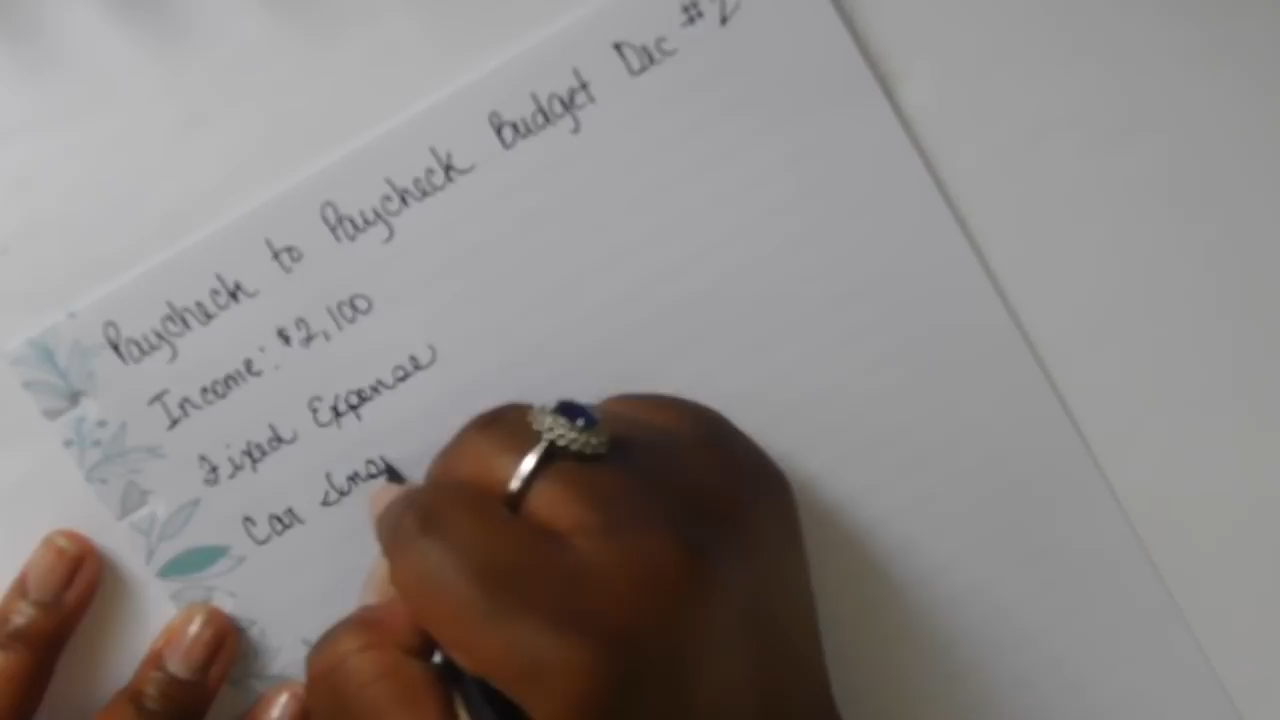 Paycheck to Paycheck Budget Dec #2
Income: $2,100
Fixed Expense
Car